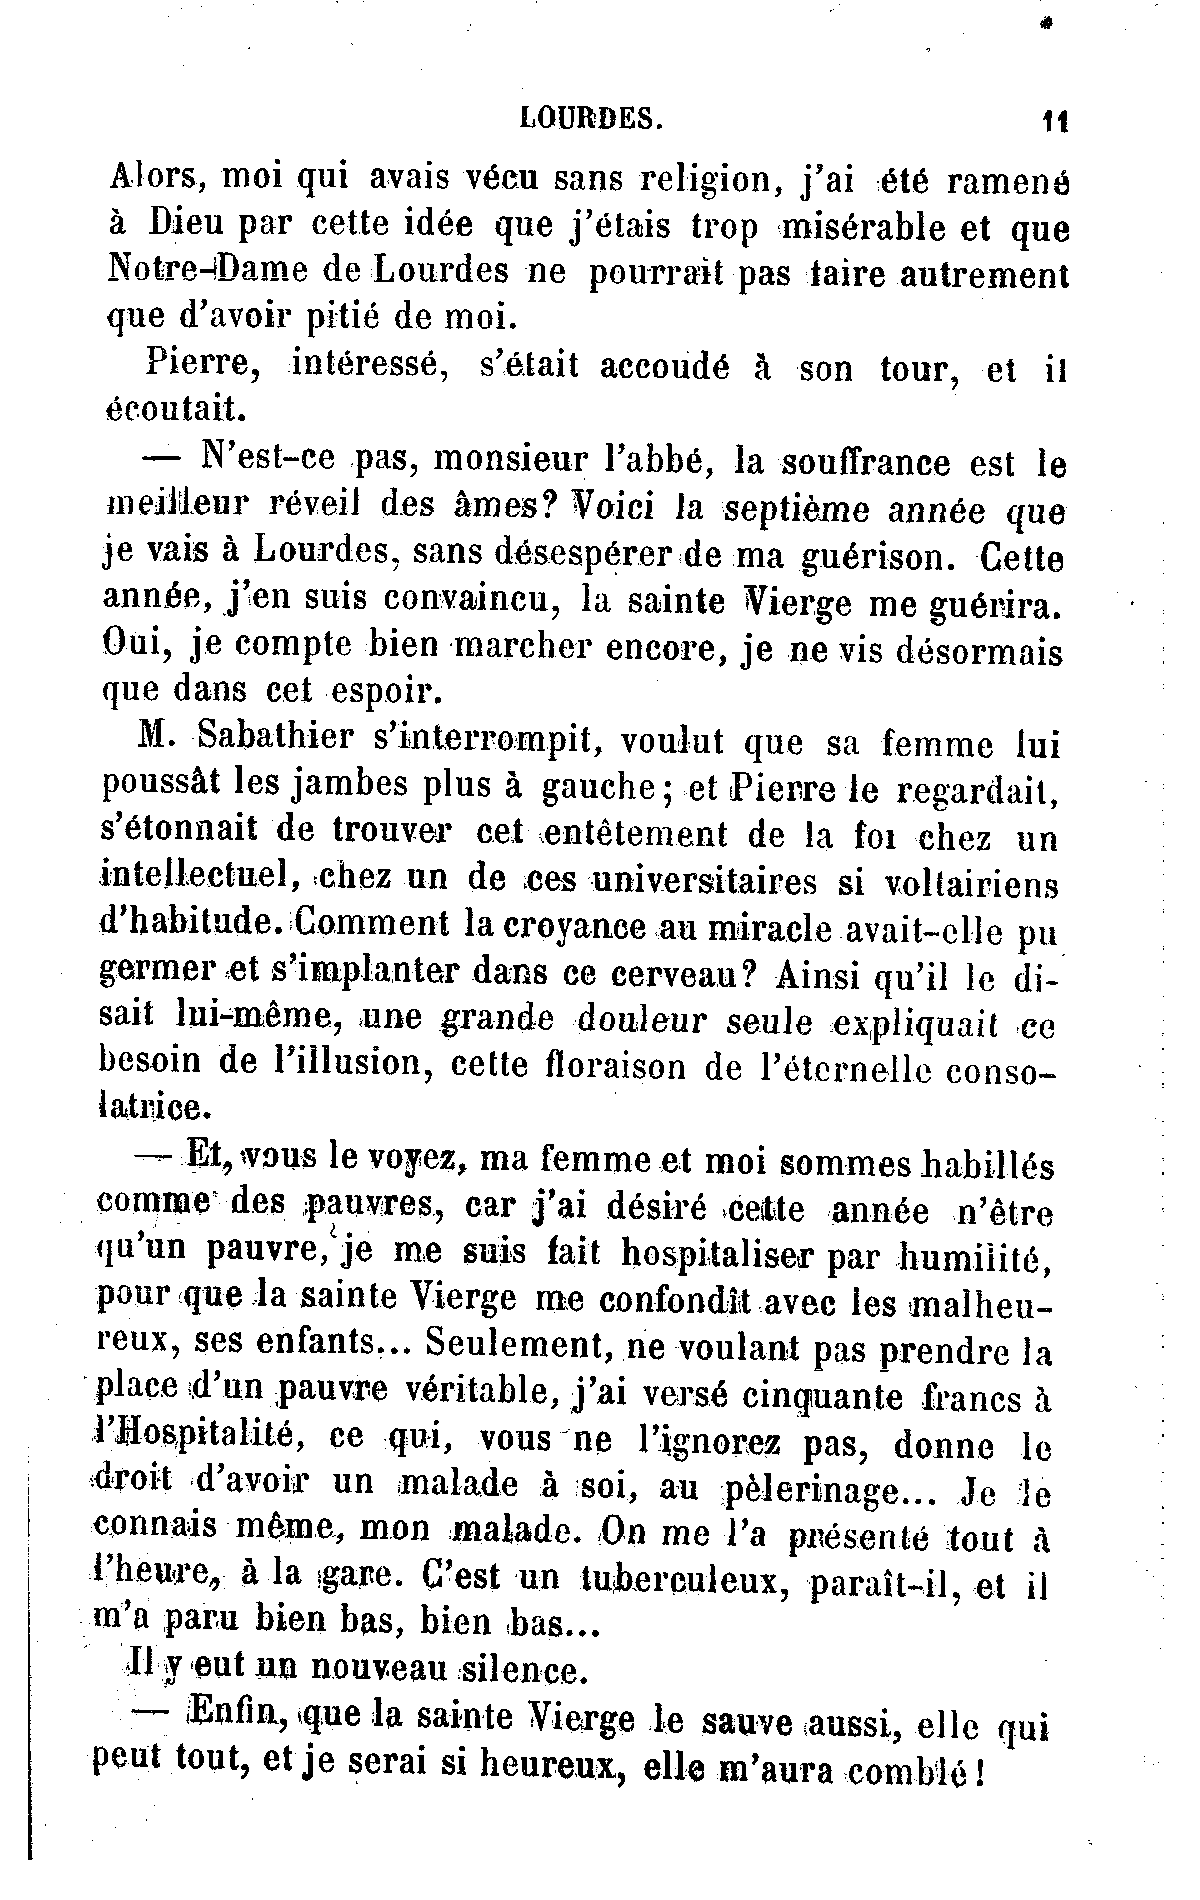 LOURDES. 11
Alors, moi qui avais vécu sans religion, j'ai été ramené
à Dieu par cette idée que j'étais trop misérable et que
Notre-Dame de Lourdes ne pourrait pas faire autrement
que d'avoir pitié de moi.
Pierre, intéressé, s'était accoudé à son tour, et il
écoutait.
— N'est-ce pas, monsieur l'abbé, la souffrance est le
meilleur réveil des âmes? Voici la septième année que
je vais à Lourdes, sans désespérer de ma guérison. Cette
année, j'en suis convaincu, la sainte Vierge me guérira.
Oui, je compte bien marcher encore, je ne vis désormais
que dans cet espoir.
M. Sabathier s'interrompit, voulut que sa femme lui
poussât les jambes plus à gauche; et Pierre le regardait,
s'étonnait de trouver cet entêtement de la foi chez un
intellectuel, chez un de ces universitaires si voltairiens
d'habitude. Comment la croyance au miracle avait-elle pu
germer et s'implanter dans ce cerveau? Ainsi qu'il le di-
sait lui-même, une grande douleur seule expliquait ce
besoin de l'illusion, cette floraison de l'éternelle conso-
latrice.
— Et, vous le voyez, ma femme et moi sommes habillés
comme des pauvres, car j'ai désiré cette année n'être
qu'un pauvre, je me suis fait hospitaliser par humilité,
pour que la sainte Vierge me confondît avec les malheu-
reux, ses enfants... Seulement, ne voulant pas prendre la
place d'un pauvre véritable, j'ai versé cinquante francs à
l'Hospitalité, ce qui, vous ne l'ignorez pas, donne le
droit d'avoir un malade à soi, au pèlerinage... Je le
connais même, mon malade. On me l'a présenté tout à
l'heure, à la gare. C'est un tuberculeux, paraît-il, et il
m'a paru bien bas, bien bas...
Il y eut un nouveau silence.
— Enfin, que la sainte Vierge le sauve aussi, elle qui
peut tout, et je serai si heureux, elle m'aura comblé!